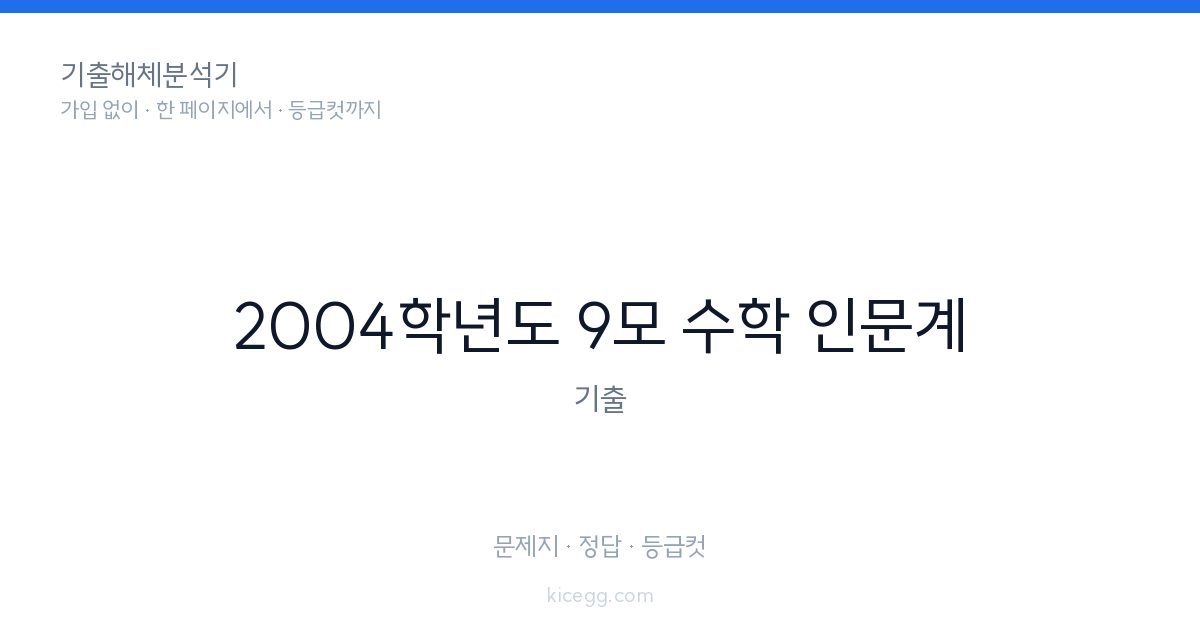 기출해체분석기
가입 없이 · 한 페이지에서 · 등급컷까지
2004학년도 9모 수학 인문계
기출
문제지 · 정답 · 등급컷
kicegg.com